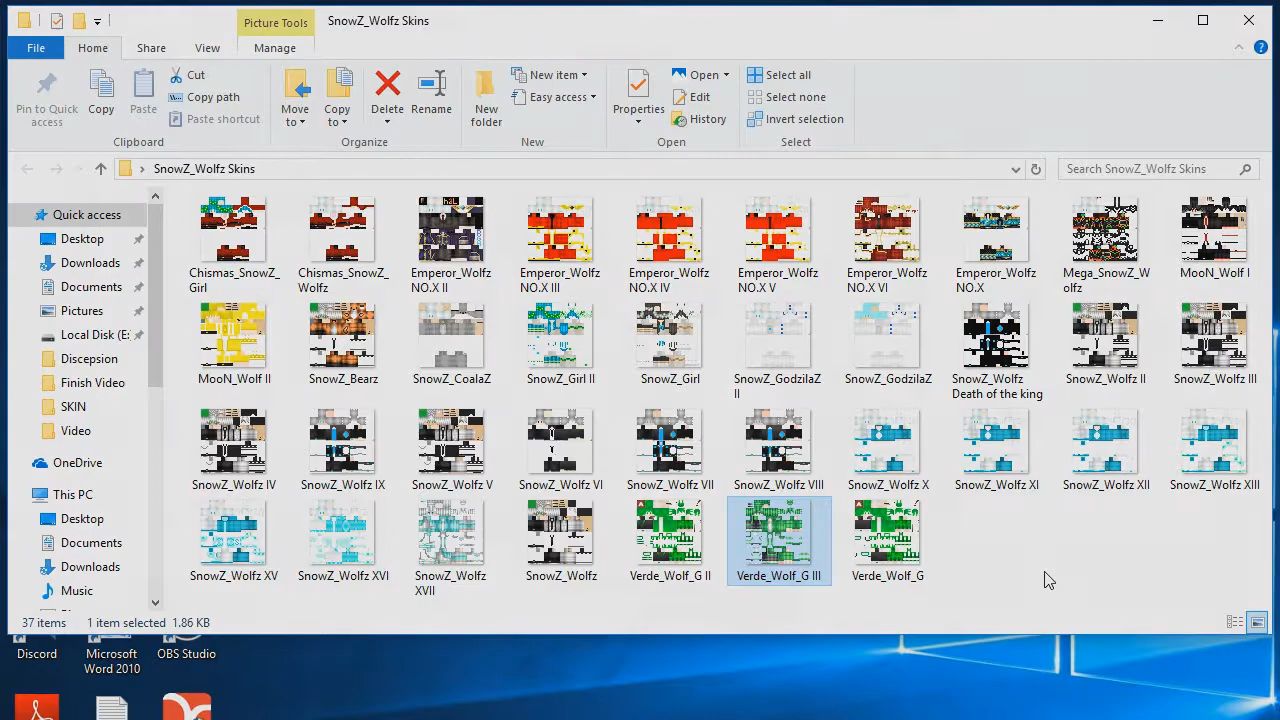 Picture Tools
SnowZ_Wolfz Skins
File
Home
Share
View
Manage
Pin to Quick
access
Copy
Paste
Cut
Copy path
Paste shortcut
Clipboard
Move
to
Copy
to
Delete
Rename
Organize
New
folder
New item
Easy access
New
Properties
Open
Edit
History
Open
Select all
Select none
Invert selection
Select
SnowZ_Wolfz Skins
Search SnowZ_Wolfz Skins
Quick access
Desktop
Downloads
Documents
Pictures
Local Disk (E:
Discepsion
Finish Video
SKIN
Video
OneDrive
This PC
Desktop
Documents
Downloads
Music
Chismas_SnowZ_
Girl
Chismas_SnowZ_
Wolfz
Emperor_Wolfz
NO.X II
Emperor_Wolfz
NO.X III
Emperor_Wolfz
NO.X IV
Emperor_Wolfz
NO.X V
Emperor_Wolfz
NO.X VI
Emperor_Wolfz
NO.X
Mega_SnowZ_W
olfz
MooN_Wolf I
MooN_Wolf II
SnowZ_Bearz
SnowZ_CoalaZ
SnowZ_Girl II
SnowZ_Girl
SnowZ_GodzilaZ
II
SnowZ_GodzilaZ
SnowZ_Wolfz
Death of the king
SnowZ_Wolfz II
SnowZ_Wolfz III
SnowZ_Wolfz IV
SnowZ_Wolfz IX
SnowZ_Wolfz V
SnowZ_Wolfz VI
SnowZ_Wolfz VII
SnowZ_Wolfz VIII
SnowZ_Wolfz X
SnowZ_Wolfz XI
SnowZ_Wolfz XII
SnowZ_Wolfz XIII
SnowZ_Wolfz XV
SnowZ_Wolfz XVI
SnowZ_Wolfz
XVII
SnowZ_Wolfz
Verde_Wolf_G II
Verde_Wolf_G III
Verde_Wolf_G
37 items
1 item selected 1.86 KB
Discord
Microsoft
Word 2010
OBS Studio